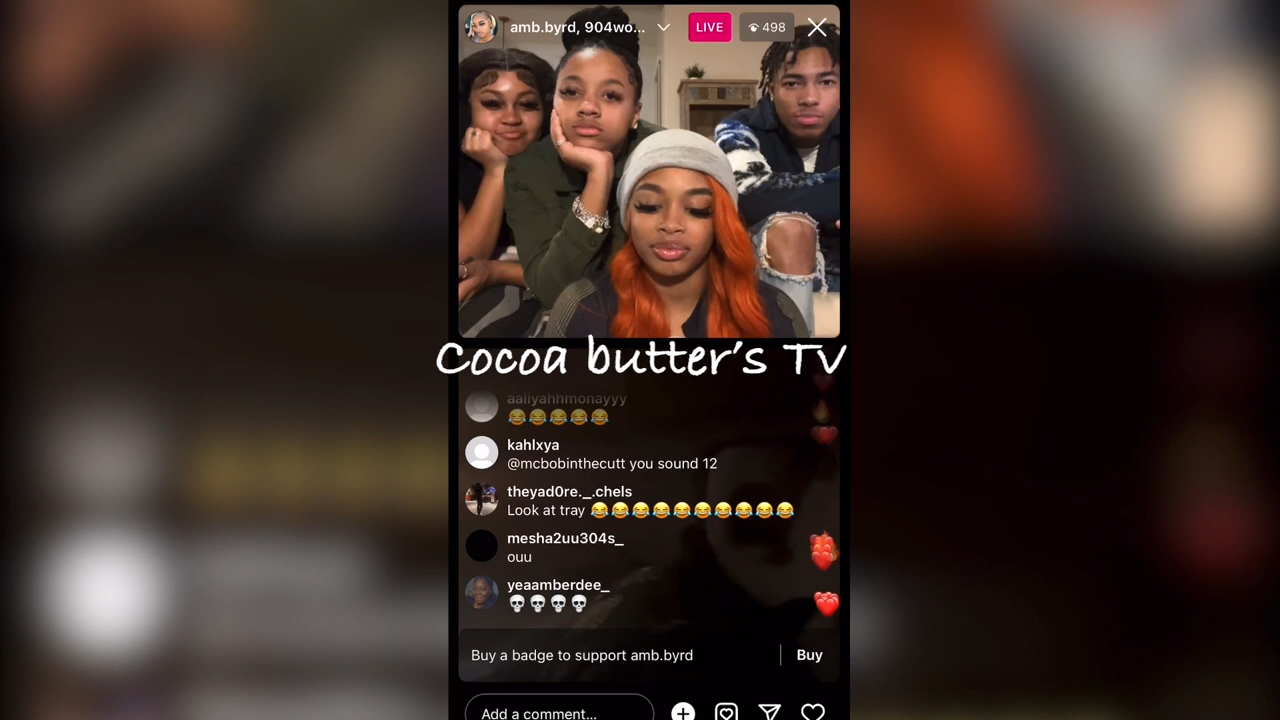 amb.byrd, 904wo...
LIVE
498
Cocoa butter's TV
aaliyahhmonayyy
😂😂😂😂😂
kahlxya
@mcbobinthecutt you sound 12
theyad0re._.chels
Look at tray 😂😂😂😂😂😂😂😂😂😂
mesha2uu304s_
ouu
yeaamberdee_
💀💀💀💀
Buy a badge to support amb.byrd
Buy
Add a comment...